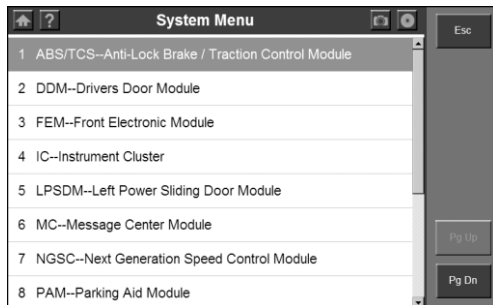 ?
System Menu
Esc
1 ABS/TCS--Anti-Lock Brake / Traction Control Module
2 DDM--Drivers Door Module
3 FEM--Front Electronic Module
4 IC--Instrument Cluster
5 LPSDM--Left Power Sliding Door Module
6 MC--Message Center Module
7 NGSC--Next Generation Speed Control Module
8 PAM--Parking Aid Module
Pg Up
Pg Dn